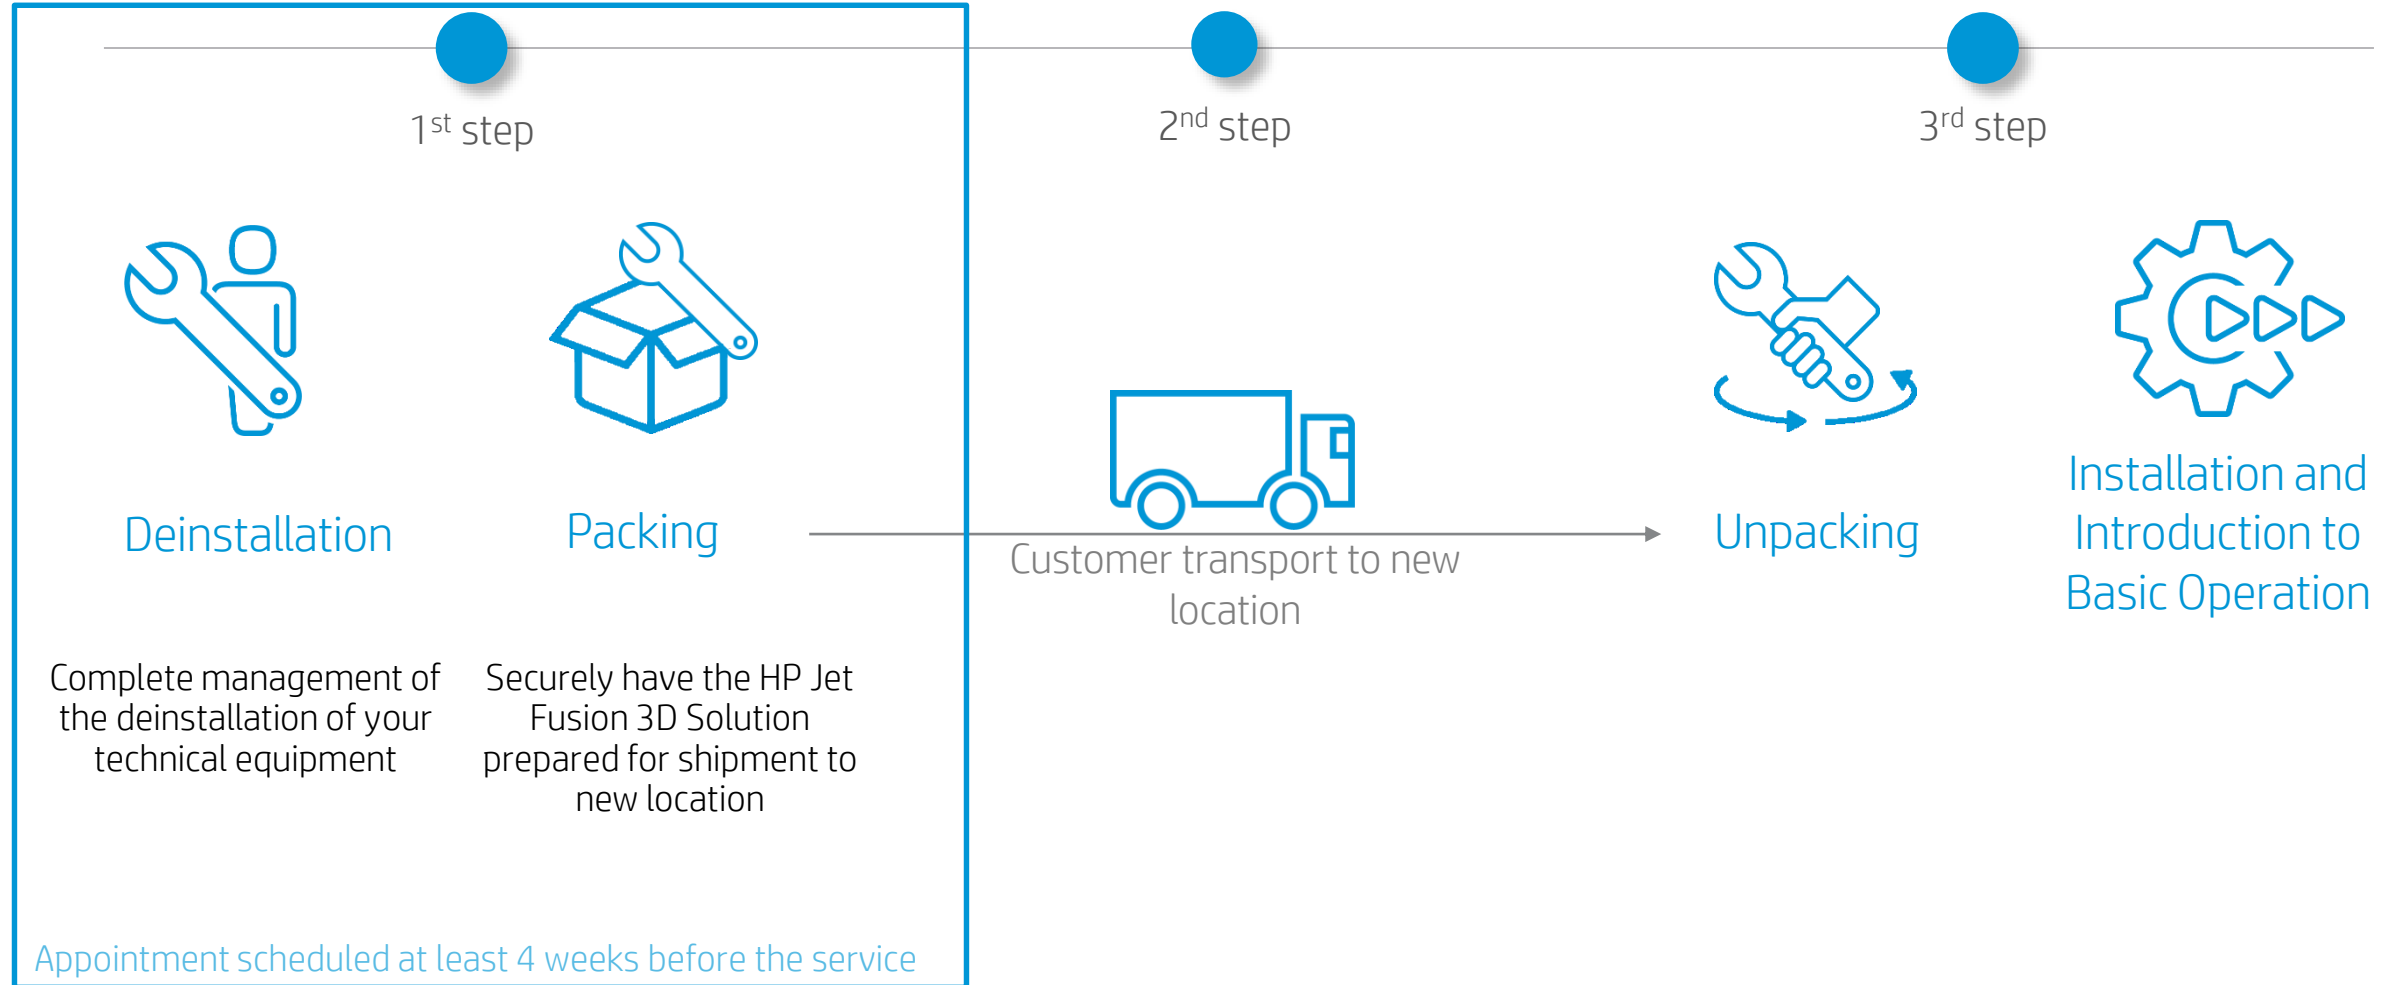 1st step
2nd step
3rd step
Deinstallation
Packing
Customer transport to new
location
Unpacking
Installation and
Introduction to
Basic Operation
Complete management of
the deinstallation of your
technical equipment
Securely have the HP Jet
Fusion 3D Solution
prepared for shipment to
new location
Appointment scheduled at least 4 weeks before the service